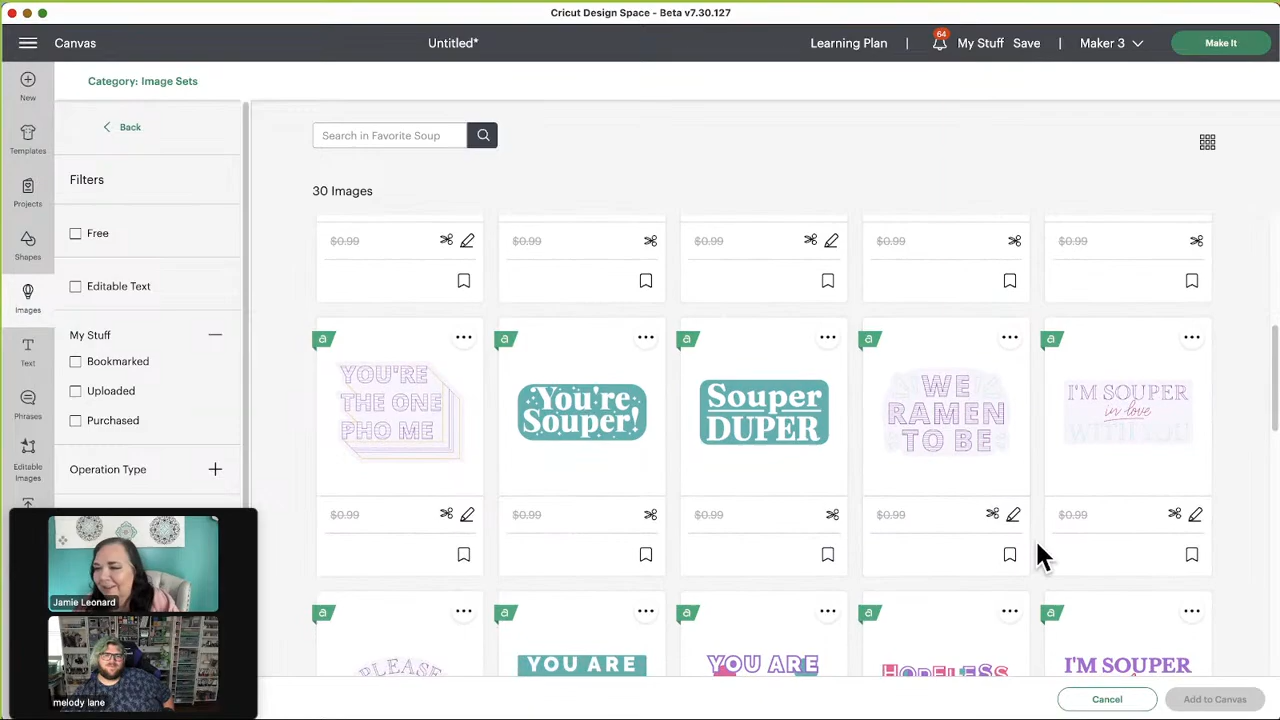 Cricut Design Space - Beta v7.30.127
Canvas
Untitled*
Learning Plan | 64 My Stuff Save | Maker 3 Make It
New
Templates
Projects
Shapes
Images
Text
Phrases
Editable
Images
Category: Image Sets
Back
Filters
Free
Editable Text
My Stuff
Bookmarked
Uploaded
Purchased
Operation Type
Search in Favorite Soup
30 Images
$0.99 $0.99 $0.99 $0.99 $0.99
a a a a a
YOU'RE
THE ONE
PHO ME
You're
Souper!
Souper
DUPER
WE
RAMEN
TO BE
I'M SOUPER
in love
WITH YOU
$0.99 $0.99 $0.99 $0.99 $0.99
a a a a a
PLEASE
YOU ARE
YOU ARE
HOPELESS
I'M SOUPER
Jamie Leonard
melody lane
Cancel
Add to Canvas